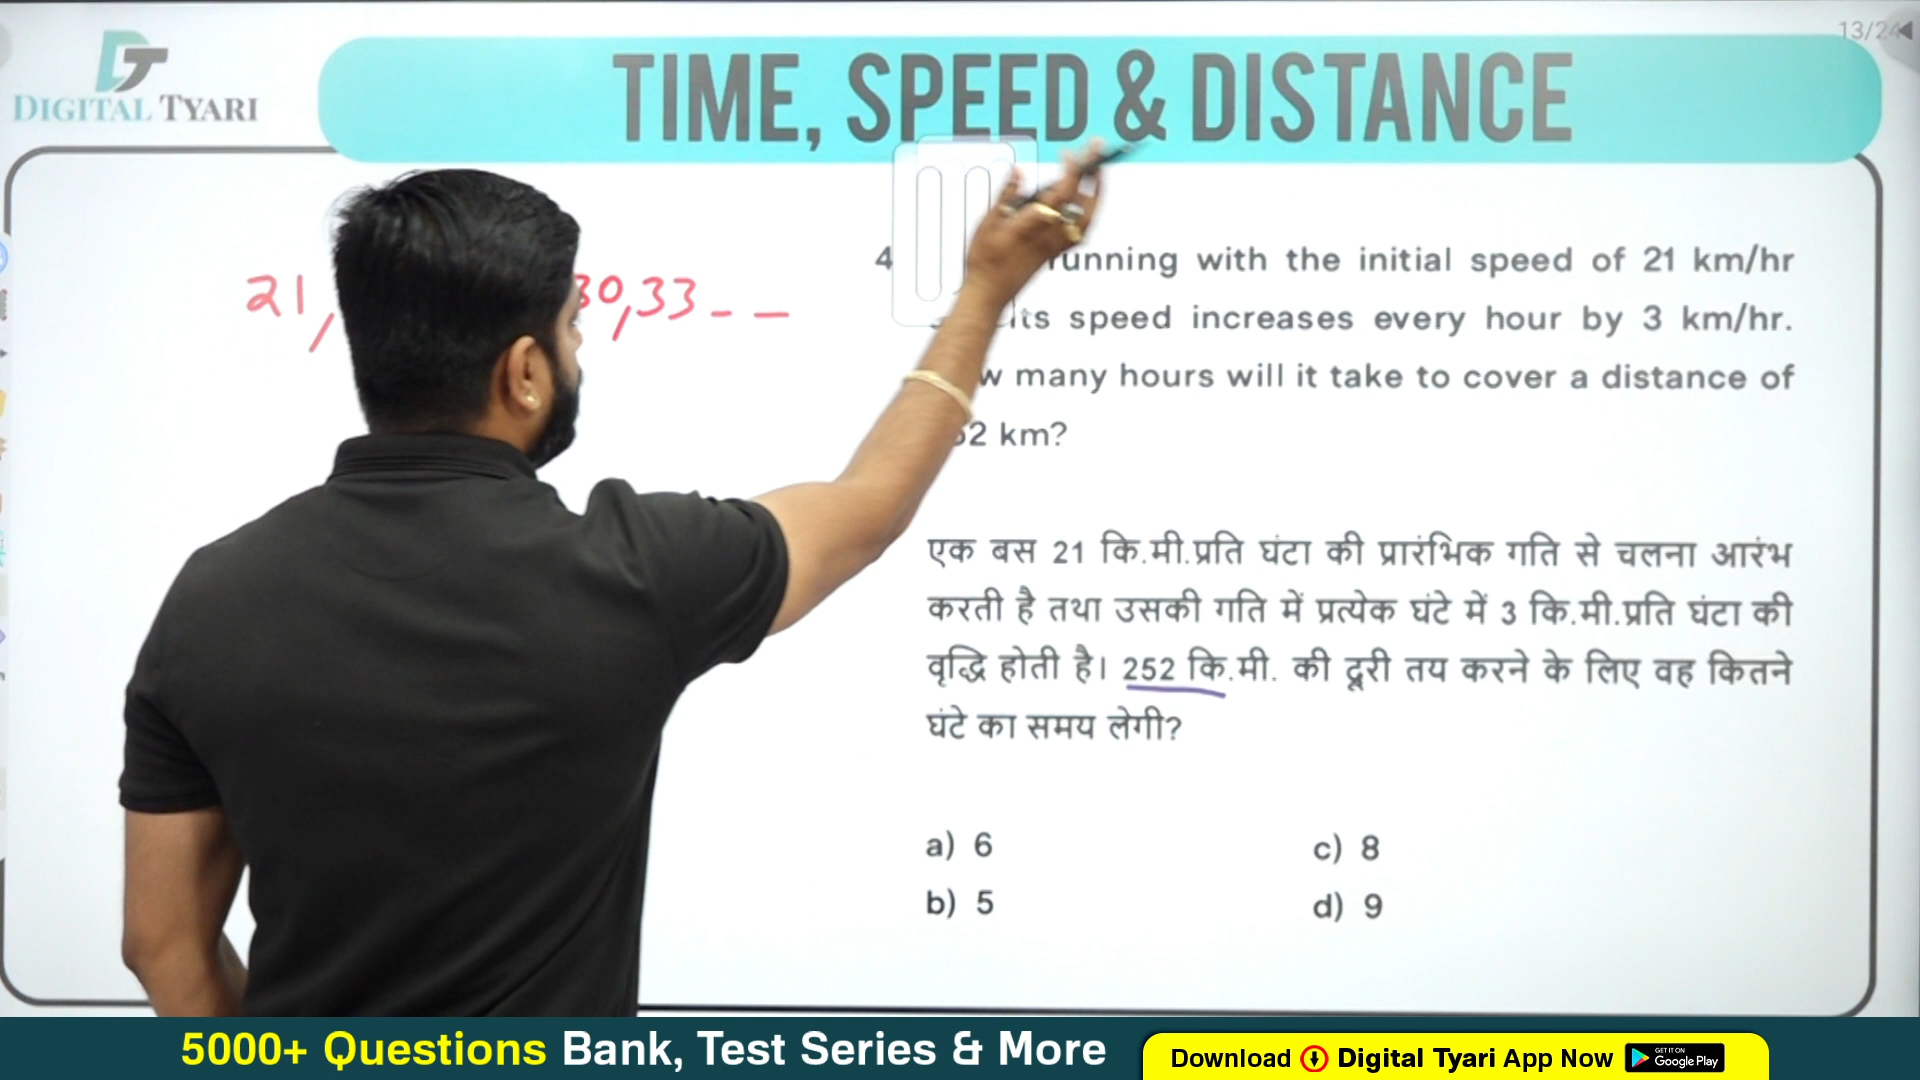 13/24
DT
DIGITAL TYARI
TIME, SPEED & DISTANCE
21, 30,33 _ _
4 running with the initial speed of 21 km/hr
its speed increases every hour by 3 km/hr.
many hours will it take to cover a distance of
km?
एक बस 21 कि.मी.प्रति घंटा की प्रारंभिक गति से चलना आरंभ
करती है तथा उसकी गति में प्रत्येक घंटे में 3 कि.मी.प्रति घंटा की
वृद्धि होती है। 252 कि.मी. की दूरी तय करने के लिए वह कितने
घंटे का समय लेगी?
a) 6
b) 5
c) 8
d) 9
5000+ Questions Bank, Test Series & More
Download Digital Tyari App Now
GET IT ON
Google Play